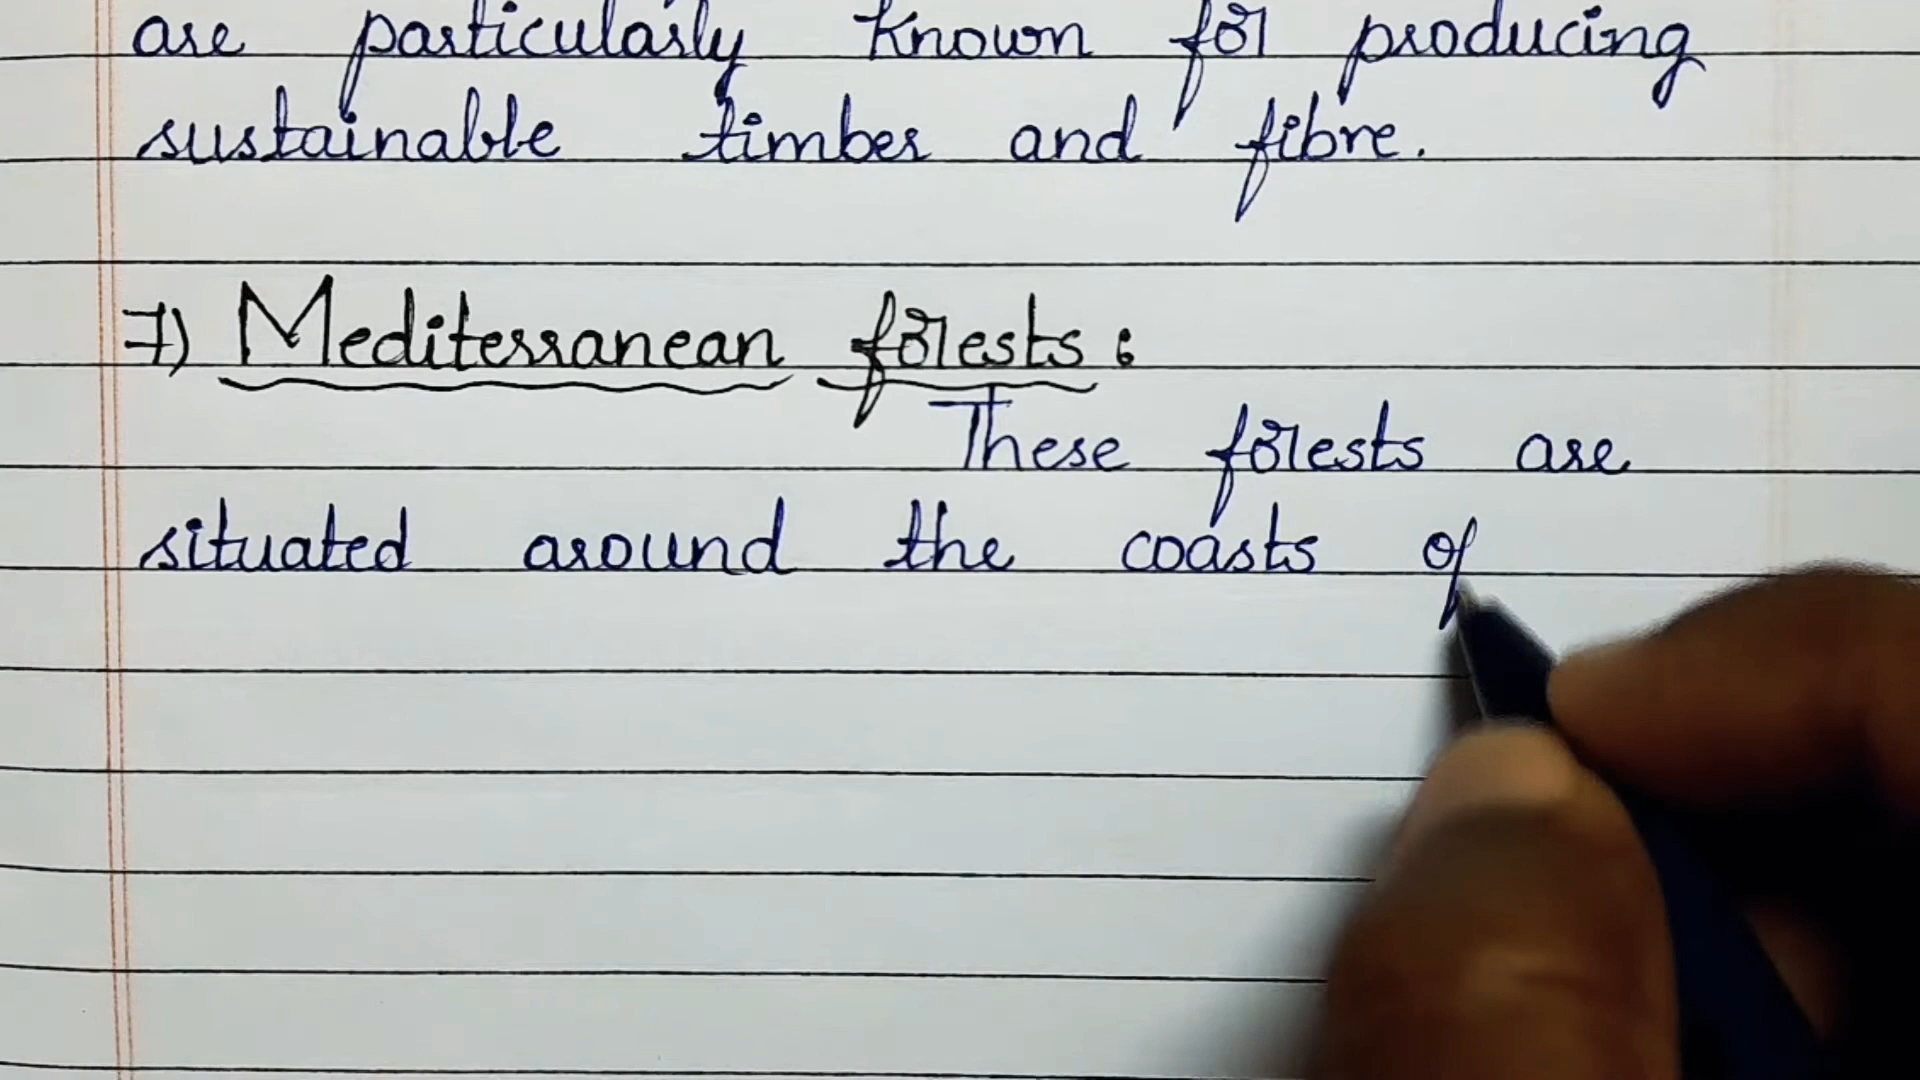 are particularly known for producing
sustainable timber and fibre.
7) Mediterranean forests :
These forests are
situated around the coasts of